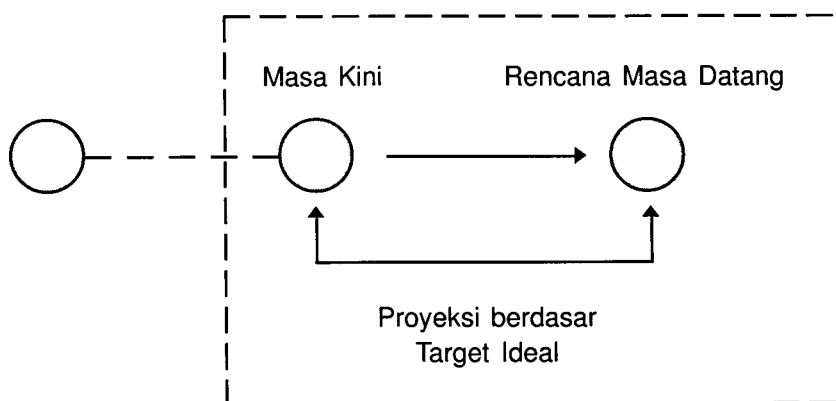 Masa Kini
Rencana Masa Datang
Proyeksi berdasar
Target Ideal